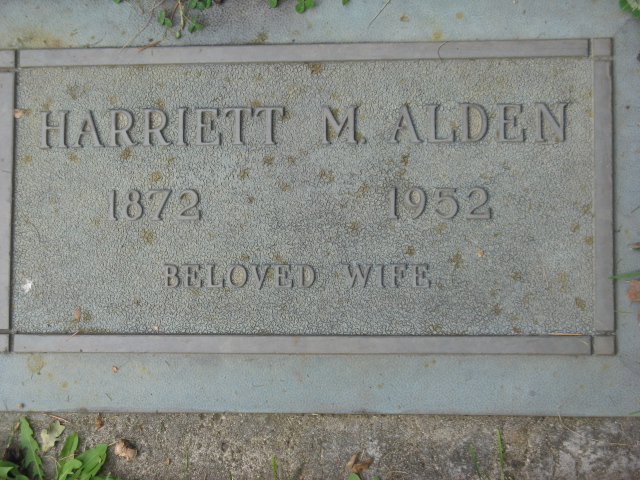 HARRIETT M. ALDEN
1872 1952
BELOVED WIFE